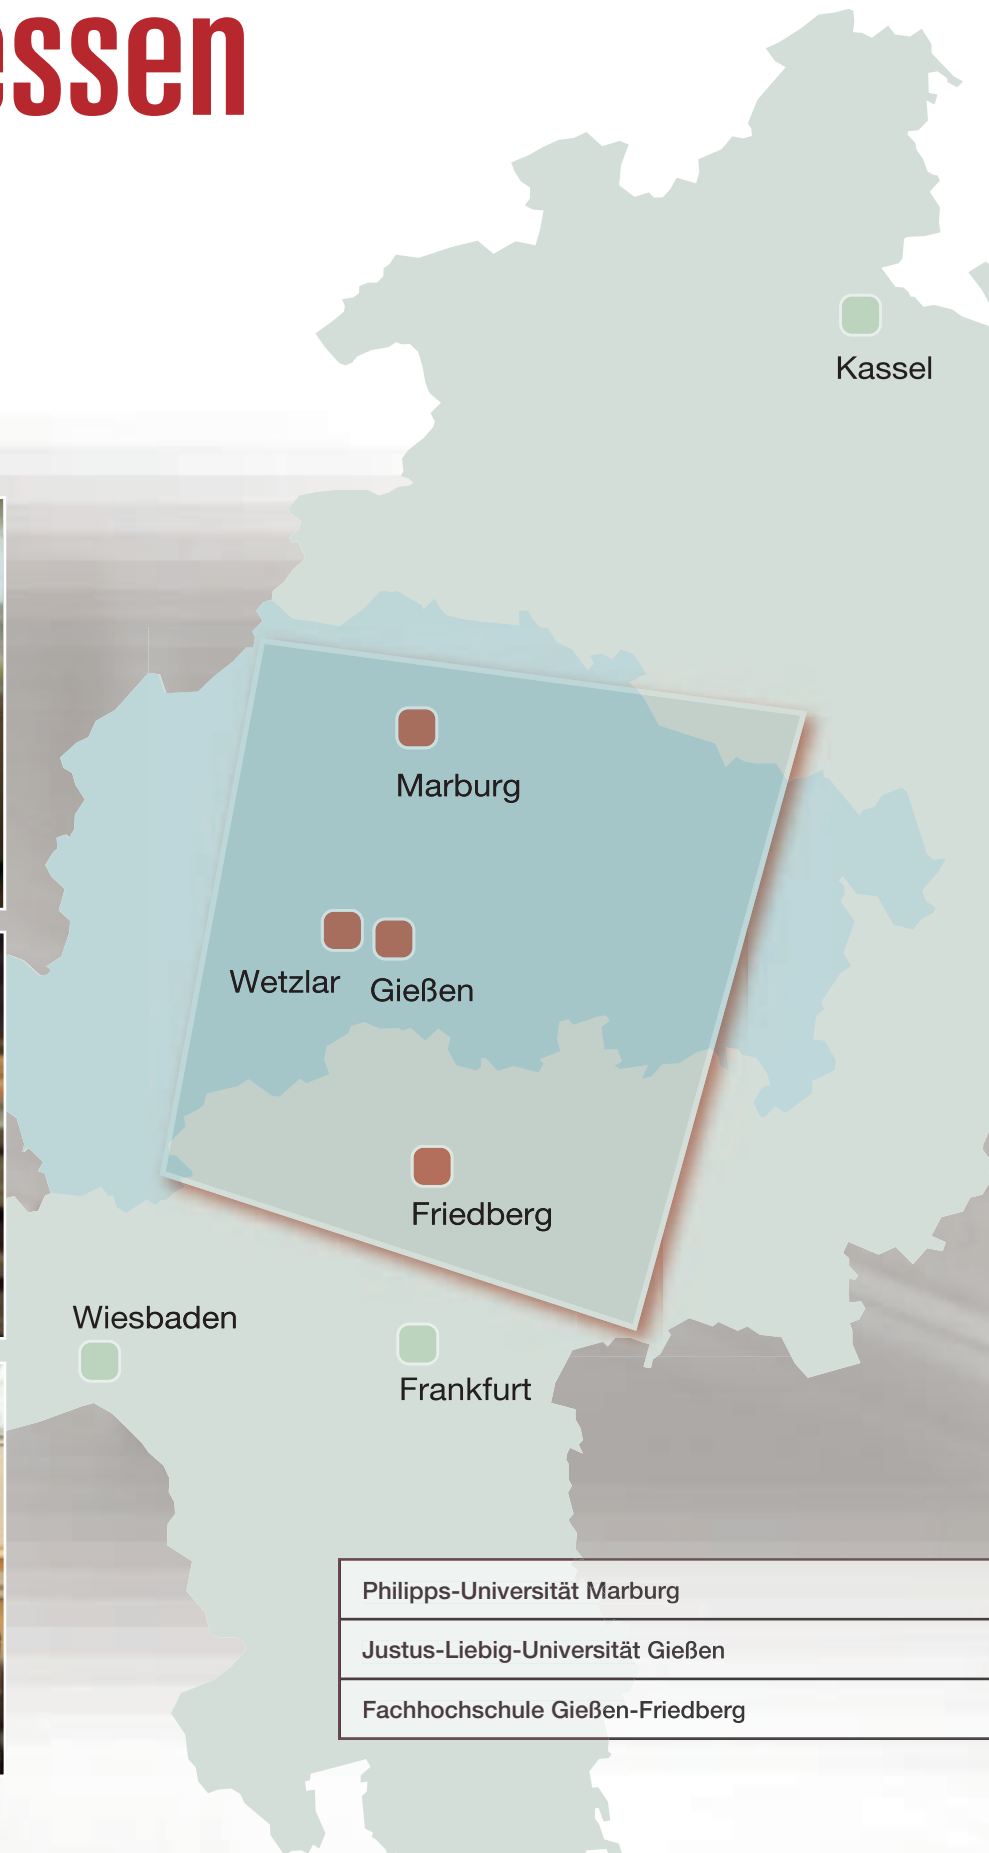 essen
Kassel
Marburg
Wetzlar
Gießen
Friedberg
Wiesbaden
Frankfurt
Philipps-Universität Marburg
Justus-Liebig-Universität Gießen
Fachhochschule Gießen-Friedberg